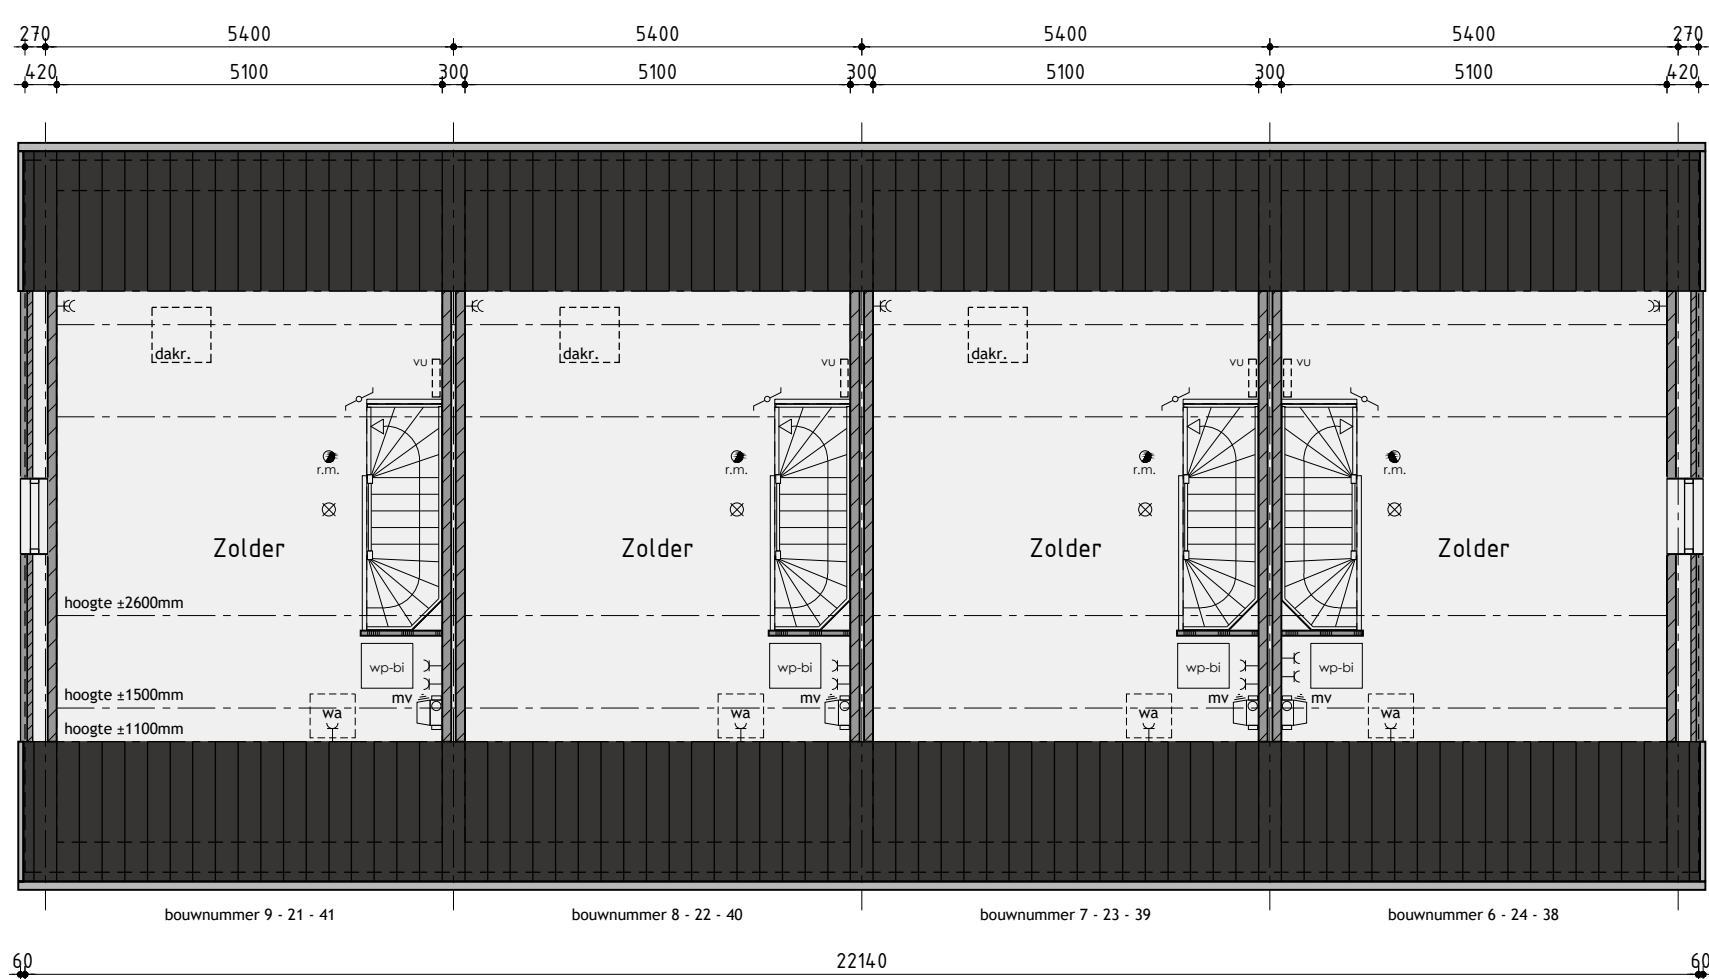 270 5400 5400 5400 5400 270
420 5100 300 5100 300 5100 300 5100 420
dakr. dakr. dakr.
vu vu vu vu
r.m. r.m. r.m. r.m.
Zolder Zolder Zolder Zolder
hoogte ±2600mm
wp-bi wp-bi wp-bi wp-bi
hoogte ±1500mm mv mv mv mv
wa wa wa wa
hoogte ±1100mm
bouwnummer 9 - 21 - 41 bouwnummer 8 - 22 - 40 bouwnummer 7 - 23 - 39 bouwnummer 6 - 24 - 38
60 22140 60